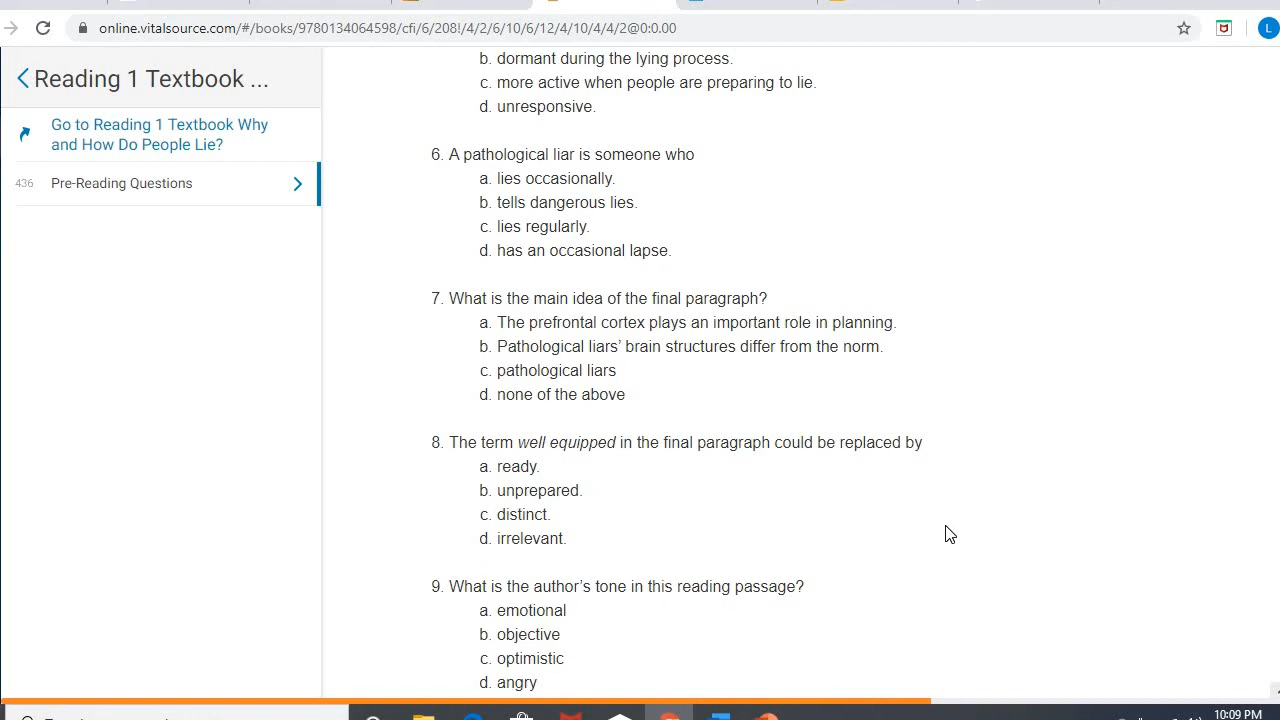 online.vitalsource.com/#/books/9780134064598/cfi/6/208!/4/2/6/10/6/12/4/10/4/4/2@0:0.00
L
Reading 1 Textbook ...
Go to Reading 1 Textbook Why
and How Do People Lie?
436 Pre-Reading Questions
b. dormant during the lying process.
c. more active when people are preparing to lie.
d. unresponsive.
6. A pathological liar is someone who
a. lies occasionally.
b. tells dangerous lies.
c. lies regularly.
d. has an occasional lapse.
7. What is the main idea of the final paragraph?
a. The prefrontal cortex plays an important role in planning.
b. Pathological liars’ brain structures differ from the norm.
c. pathological liars
d. none of the above
8. The term well equipped in the final paragraph could be replaced by
a. ready.
b. unprepared.
c. distinct.
d. irrelevant.
9. What is the author’s tone in this reading passage?
a. emotional
b. objective
c. optimistic
d. angry
10:09 PM